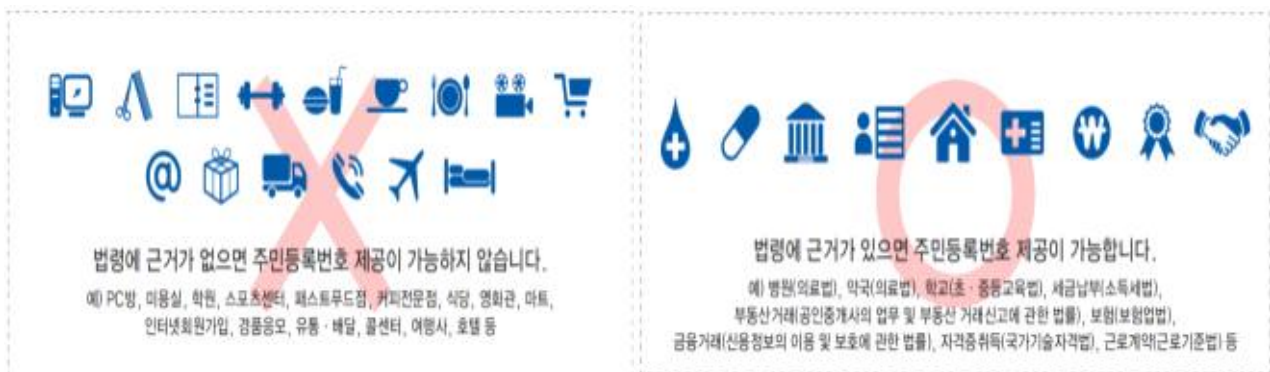 법령에 근거가 없으면 주민등록번호 제공이 가능하지 않습니다.
예) PC방, 미용실, 학원, 스포츠센터, 패스트푸드점, 커피전문점, 식당, 영화관, 마트,
인터넷회원가입, 경품응모, 유통 · 배달, 콜센터, 여행사, 호텔 등
법령에 근거가 있으면 주민등록번호 제공이 가능합니다.
예) 병원(의료법), 약국(의료법), 학교(초 · 중등교육법), 세금납부(소득세법),
부동산거래(공인중개사의 업무 및 부동산 거래신고에 관한 법률), 보험(보험업법),
금융거래(신용정보의 이용 및 보호에 관한 법률), 자격증취득(국가기술자격법), 근로계약(근로기준법) 등